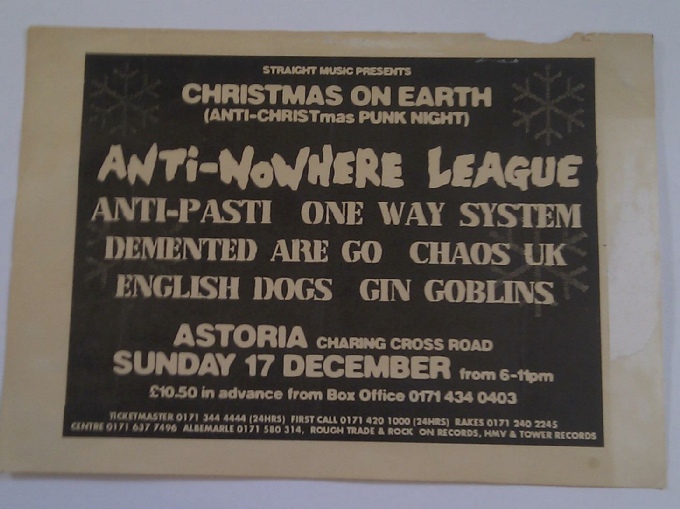 STRAIGHT MUSIC PRESENTS
CHRISTMAS ON EARTH
(ANTI-CHRISTmas PUNK NIGHT)
ANTi-NoWHERE LEAGUE
ANTI-PASTI ONE WAY SYSTEM
DEMENTED ARE GO CHAOS UK
ENGLISH DOGS GIN GOBLINS
ASTORIA CHARING CROSS ROAD
SUNDAY 17 DECEMBER from 6-11pm
£10.50 in advance from Box Office 0171 434 0403
TICKETMASTER 0171 344 4444 (24HRS) FIRST CALL 0171 420 1000 (24HRS) RAKES 0171 240 2245
CENTRE 0171 637 7496 ALBEMARLE 0171 580 314, ROUGH TRADE & ROCK ON RECORDS, HMV & TOWER RECORDS